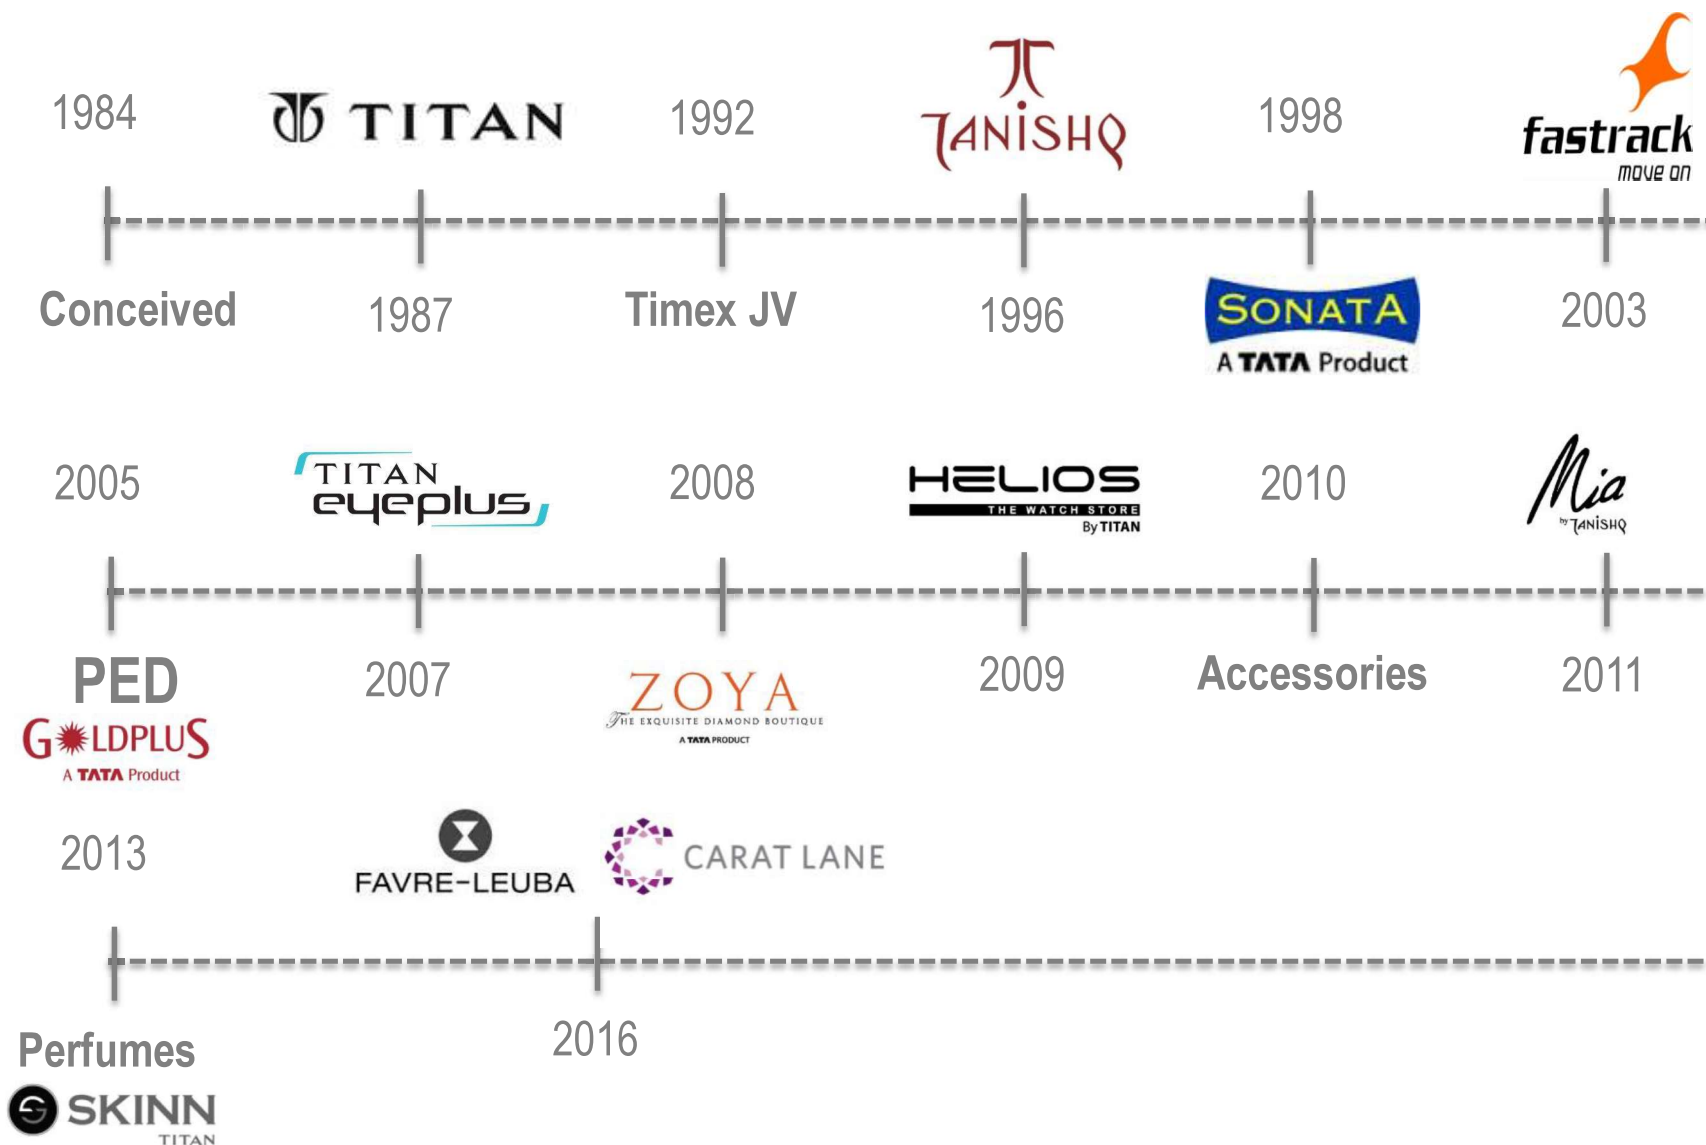 1984
TITAN
1992
TANiSHQ
1998
fastrack
move on
Conceived
1987
Timex JV
1996
SONATA
A TATA Product
2003
2005
TITAN
eyeplus
2008
HELIOS
THE WATCH STORE
By TITAN
2010
Mia
by TANiSHQ
2011
PED
GOLDPLUS
A TATA Product
2007
ZOYA
THE EXQUISITE DIAMOND BOUTIQUE
A TATA PRODUCT
2009
Accessories
2013
FAVRE-LEUBA
CARAT LANE
Perfumes
SKINN
TITAN
2016